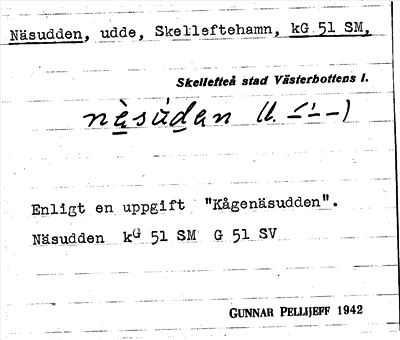 Näsudden, udde, Skelleftehamn, kG 51 SM,
Skellefteå stad Västerbottens l.
Enligt en uppgift "Kågenäsudden".
Näsudden kG 51 SM G 51 SV
GUNNAR PELLIJEFF 1942